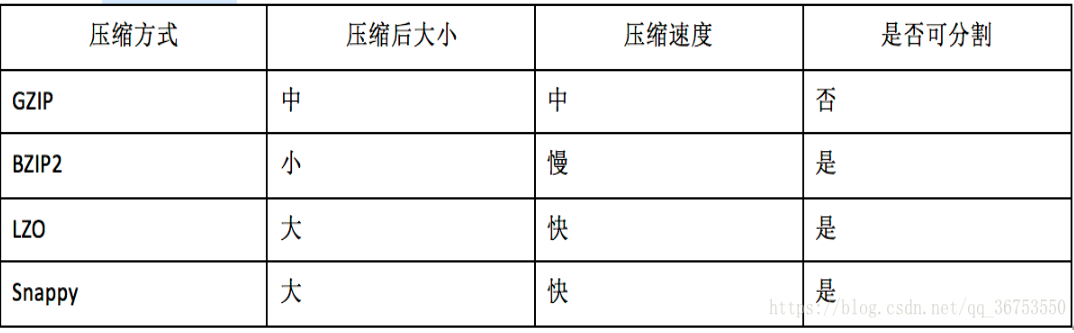 压缩方式 压缩后大小 压缩速度 是否可分割
GZIP 中 中 否
BZIP2 小 慢 是
LZO 大 快 是
Snappy 大 快 是
https://blog.csdn.net/qq_36753550